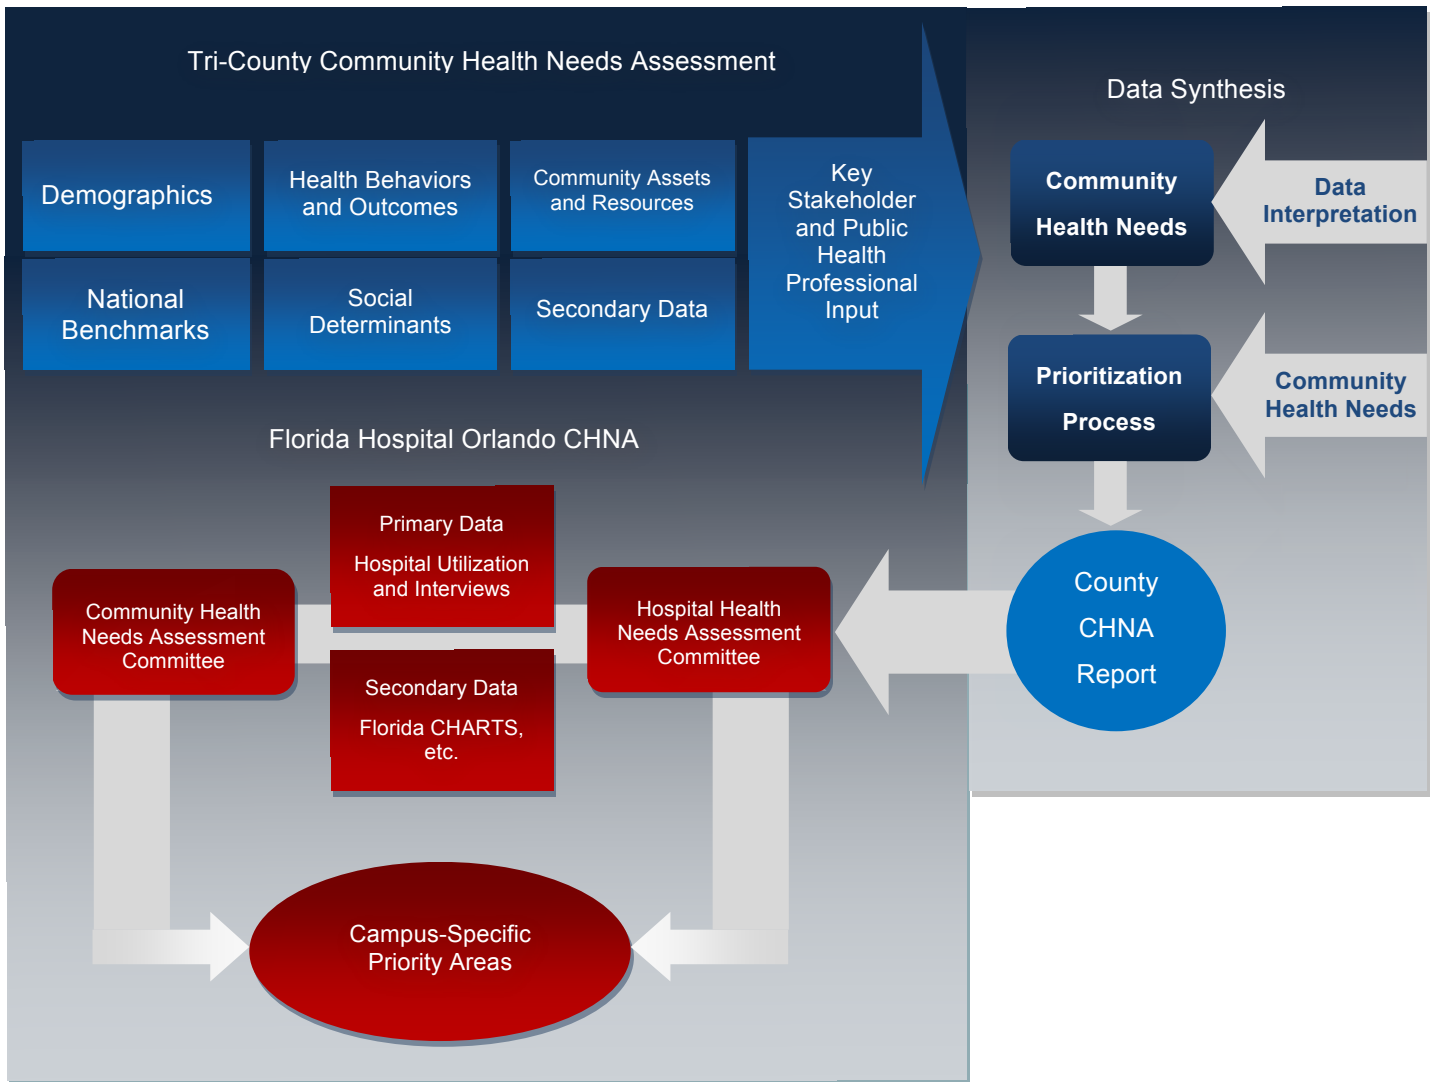 Tri-County Community Health Needs Assessment
Demographics
Health Behaviors
and Outcomes
Community Assets
and Resources
National
Benchmarks
Social
Determinants
Secondary Data
Key
Stakeholder
and Public
Health
Professional
Input
Data Synthesis
Community
Health Needs
Data
Interpretation
Prioritization
Process
Community
Health Needs
County
CHNA
Report
Florida Hospital Orlando CHNA
Primary Data
Hospital Utilization
and Interviews
Community Health
Needs Assessment
Committee
Hospital Health
Needs Assessment
Committee
Secondary Data
Florida CHARTS,
etc.
Campus-Specific
Priority Areas